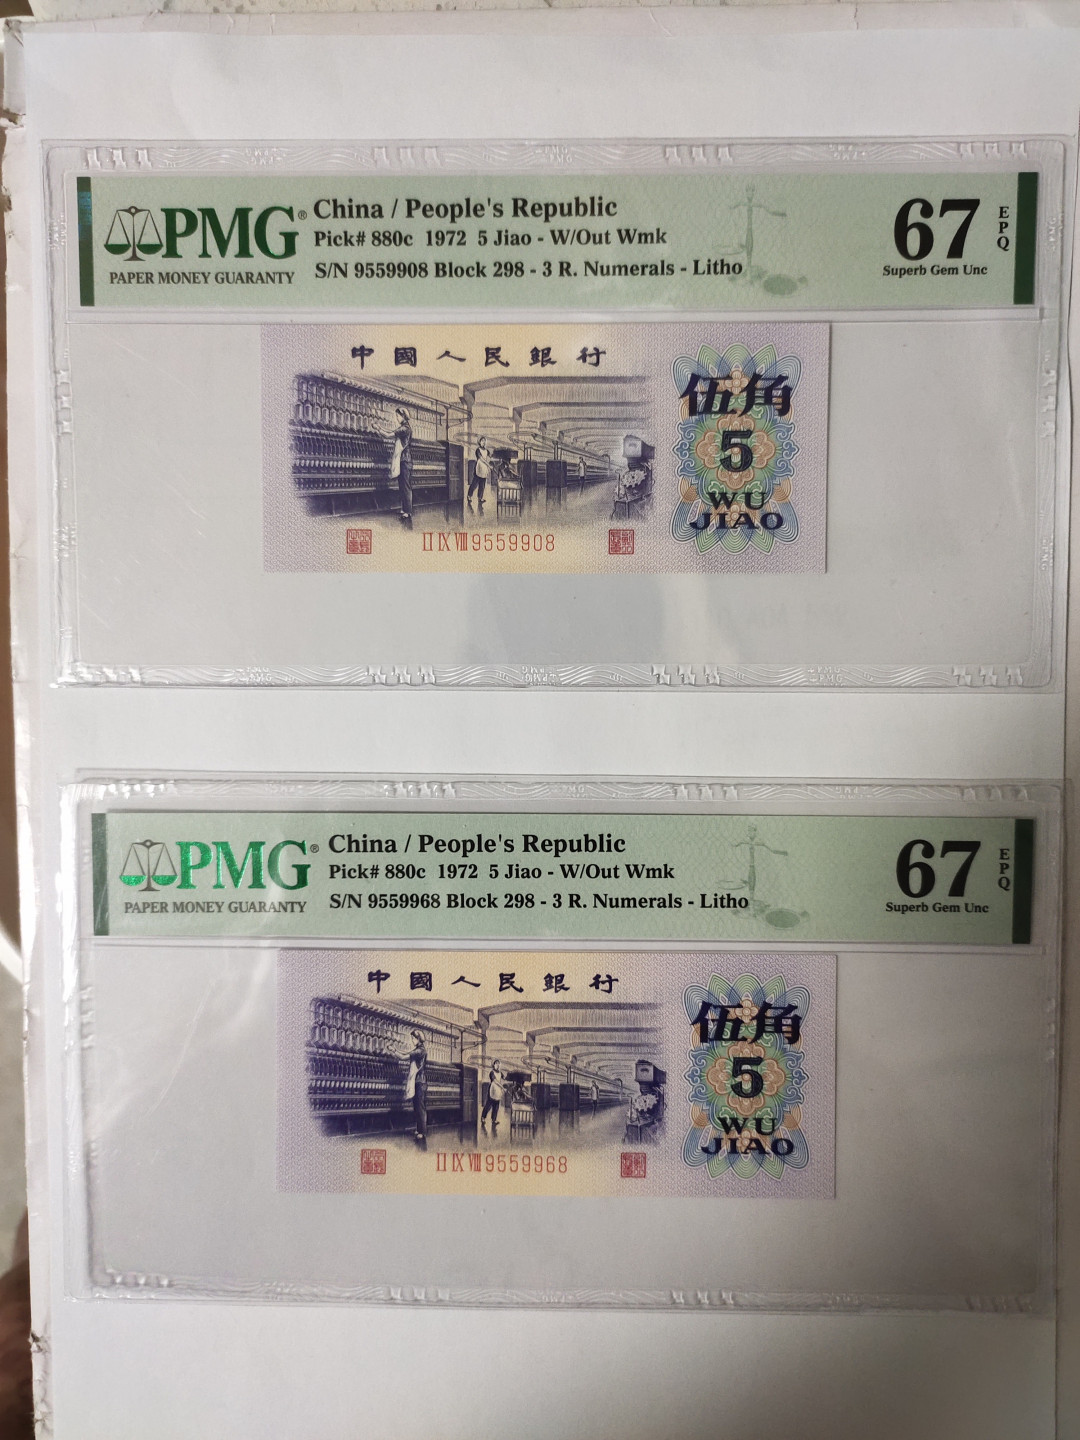 PMG®
PAPER MONEY GUARANTY
China / People's Republic
Pick# 880c 1972 5 Jiao - W/Out Wmk
S/N 9559908 Block 298 - 3 R. Numerals - Litho
67 EPQ
Superb Gem Unc
中國人民銀行
伍角
5
WU
JIAO
II IX VIII 9559908
PMG®
PAPER MONEY GUARANTY
China / People's Republic
Pick# 880c 1972 5 Jiao - W/Out Wmk
S/N 9559968 Block 298 - 3 R. Numerals - Litho
67 EPQ
Superb Gem Unc
中國人民銀行
伍角
5
WU
JIAO
II IX VIII 9559968